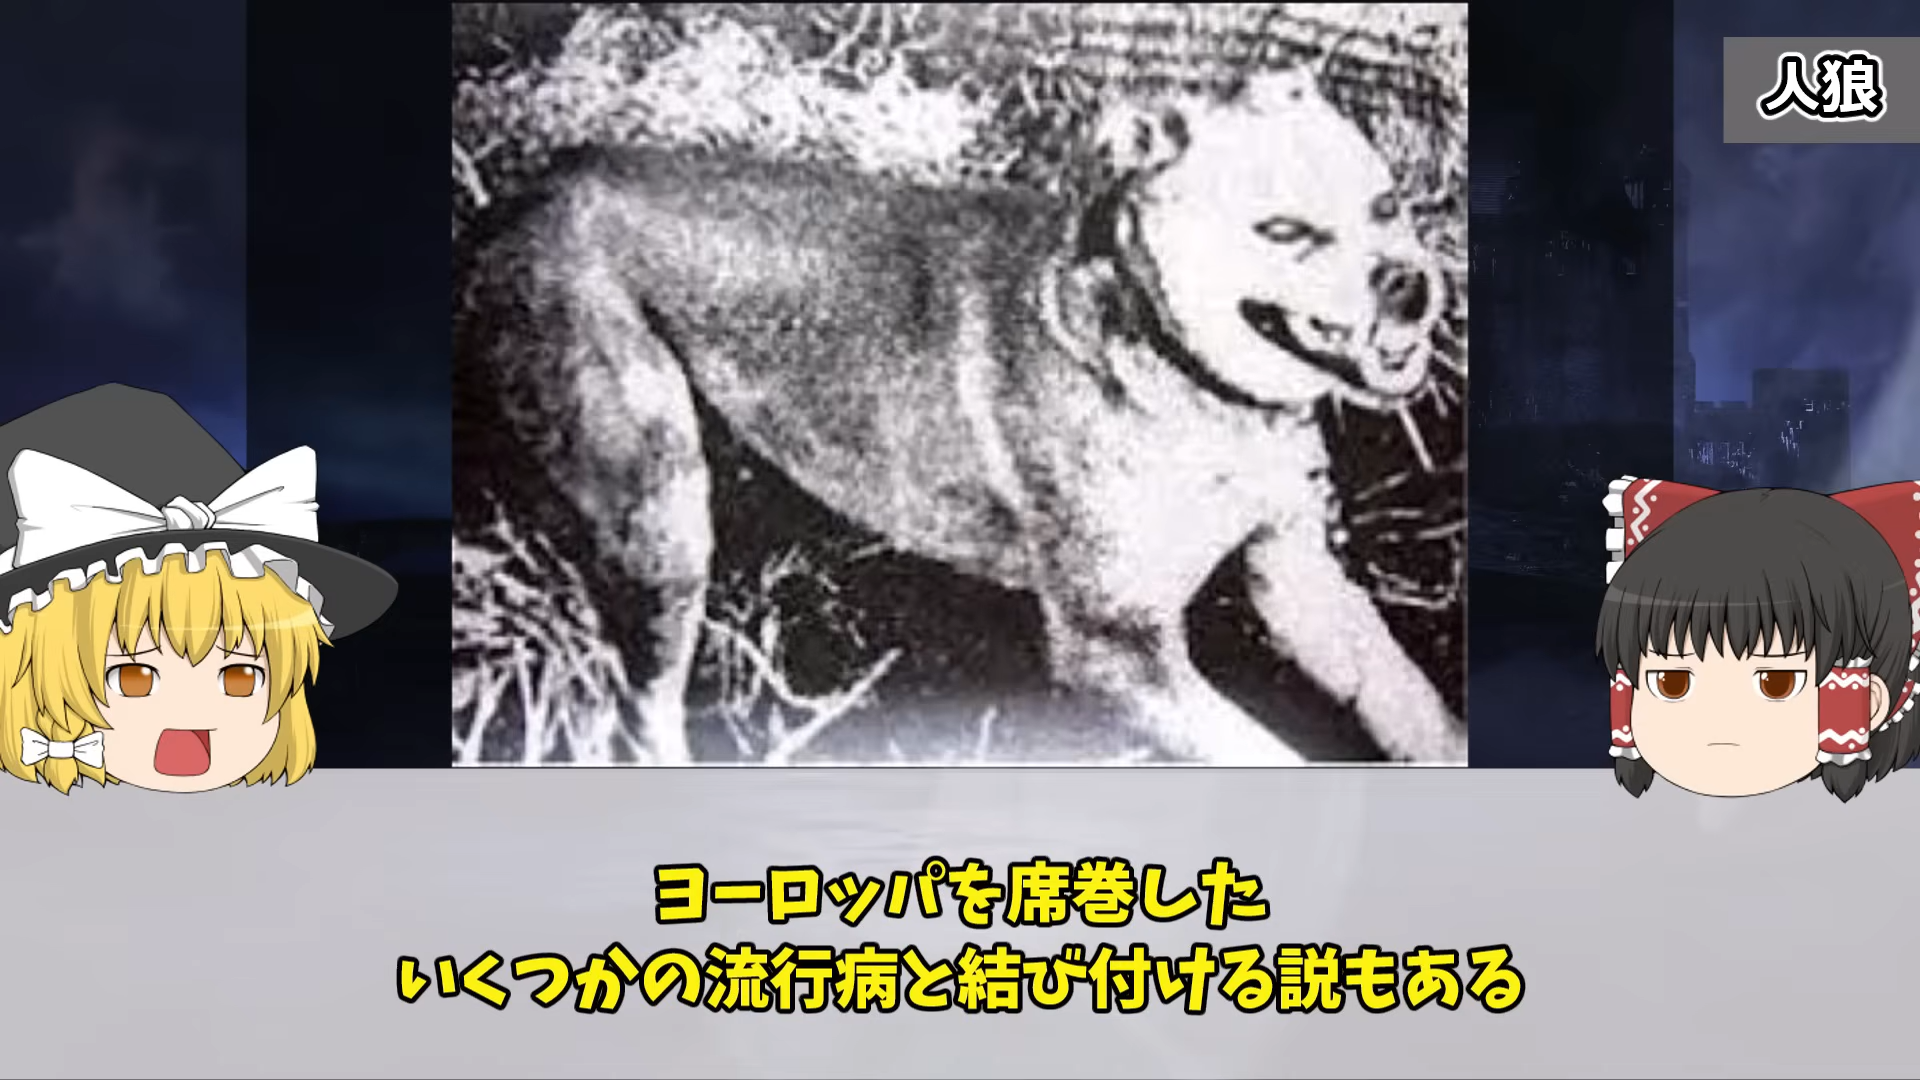 人狼
ヨーロッパを席巻した
いくつかの流行病と結び付ける説もある